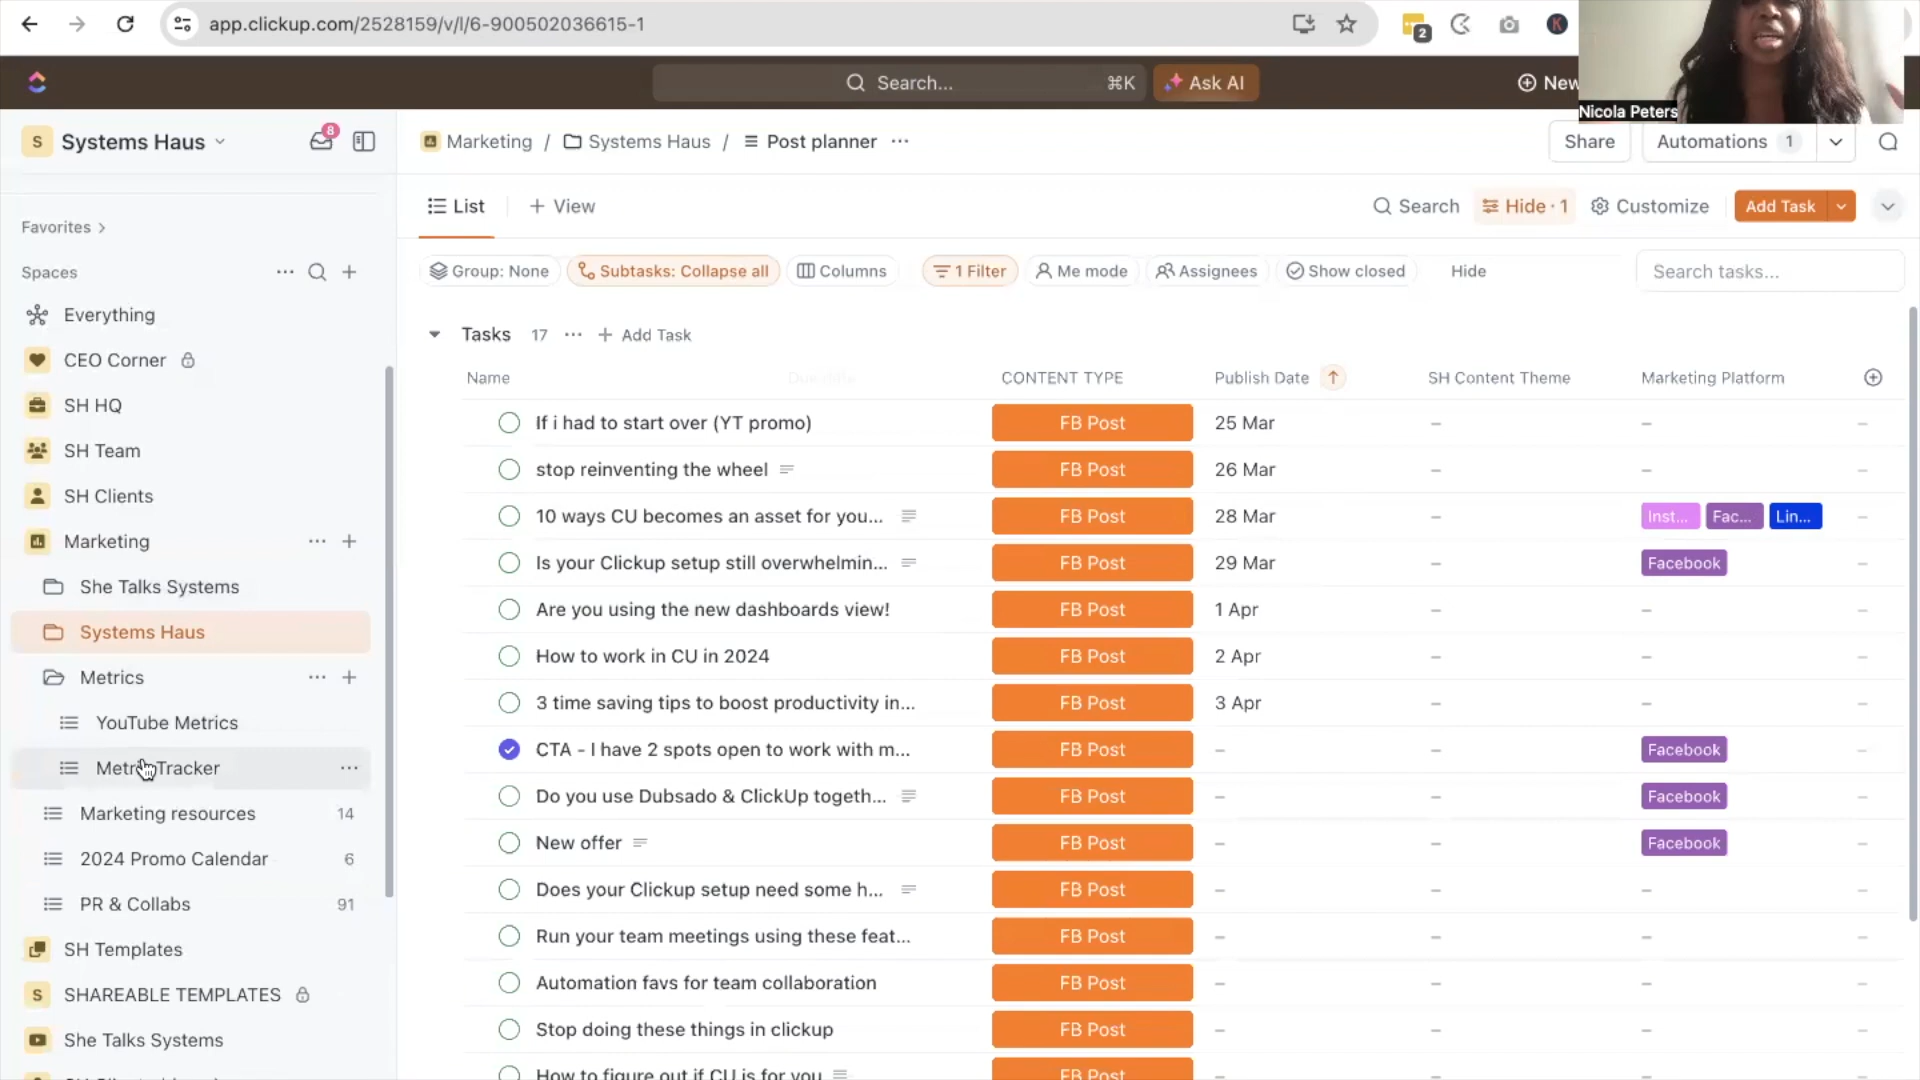 app.clickup.com/2528159/v/l/6-900502036615-1
2
K
Search...
⌘K
Ask AI
New
Nicola Peters
S
Systems Haus
8
Marketing / Systems Haus / Post planner ...
Share
Automations 1
List
+ View
Search
Hide · 1
Customize
Add Task
Favorites
Group: None
Subtasks: Collapse all
Columns
1 Filter
Me mode
Assignees
Show closed
Hide
Search tasks...
Spaces
Everything
CEO Corner
SH HQ
SH Team
SH Clients
Marketing
She Talks Systems
Systems Haus
Metrics
YouTube Metrics
Tracker
Marketing resources 14
2024 Promo Calendar 6
PR & Collabs 91
SH Templates
S SHAREABLE TEMPLATES
She Talks Systems
Tasks 17 ... + Add Task
Name Due date CONTENT TYPE Publish Date SH Content Theme Marketing Platform
If i had to start over (YT promo) FB Post 25 Mar – – –
stop reinventing the wheel FB Post 26 Mar – – –
10 ways CU becomes an asset for you... FB Post 28 Mar – Inst... Fac... Lin... –
Is your Clickup setup still overwhelmin... FB Post 29 Mar – Facebook –
Are you using the new dashboards view! FB Post 1 Apr – – –
How to work in CU in 2024 FB Post 2 Apr – – –
3 time saving tips to boost productivity in... FB Post 3 Apr – – –
CTA - I have 2 spots open to work with m... FB Post – – Facebook –
Do you use Dubsado & ClickUp togeth... FB Post – – Facebook –
New offer FB Post – – Facebook –
Does your Clickup setup need some h... FB Post – – – –
Run your team meetings using these feat... FB Post – – – –
Automation favs for team collaboration FB Post – – – –
Stop doing these things in clickup FB Post – – – –
How to figure out if CU is for you FB Post – – – –